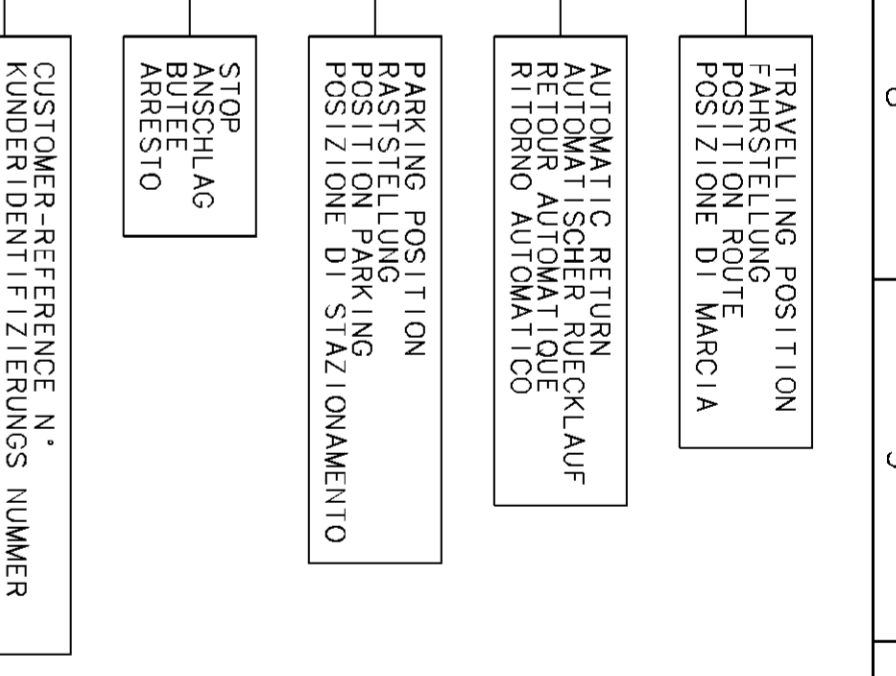 TRAVELLING POSITION
FAHRSTELLUNG
POSITION ROUTE
POSIZIONE DI MARCIA
AUTOMATIC RETURN
AUTOMATISCHER RUECKLAUF
RETOUR AUTOMATIQUE
RITORNO AUTOMATICO
PARKING POSITION
RASTSTELLUNG
POSITION PARKING
POSIZIONE DI STAZIONAMENTO
STOP
ANSCHLAG
BUTEE
ARRESTO
CUSTOMER-REFERENCE N°
KUNDERIDENTIFIZIERUNGS NUMMER